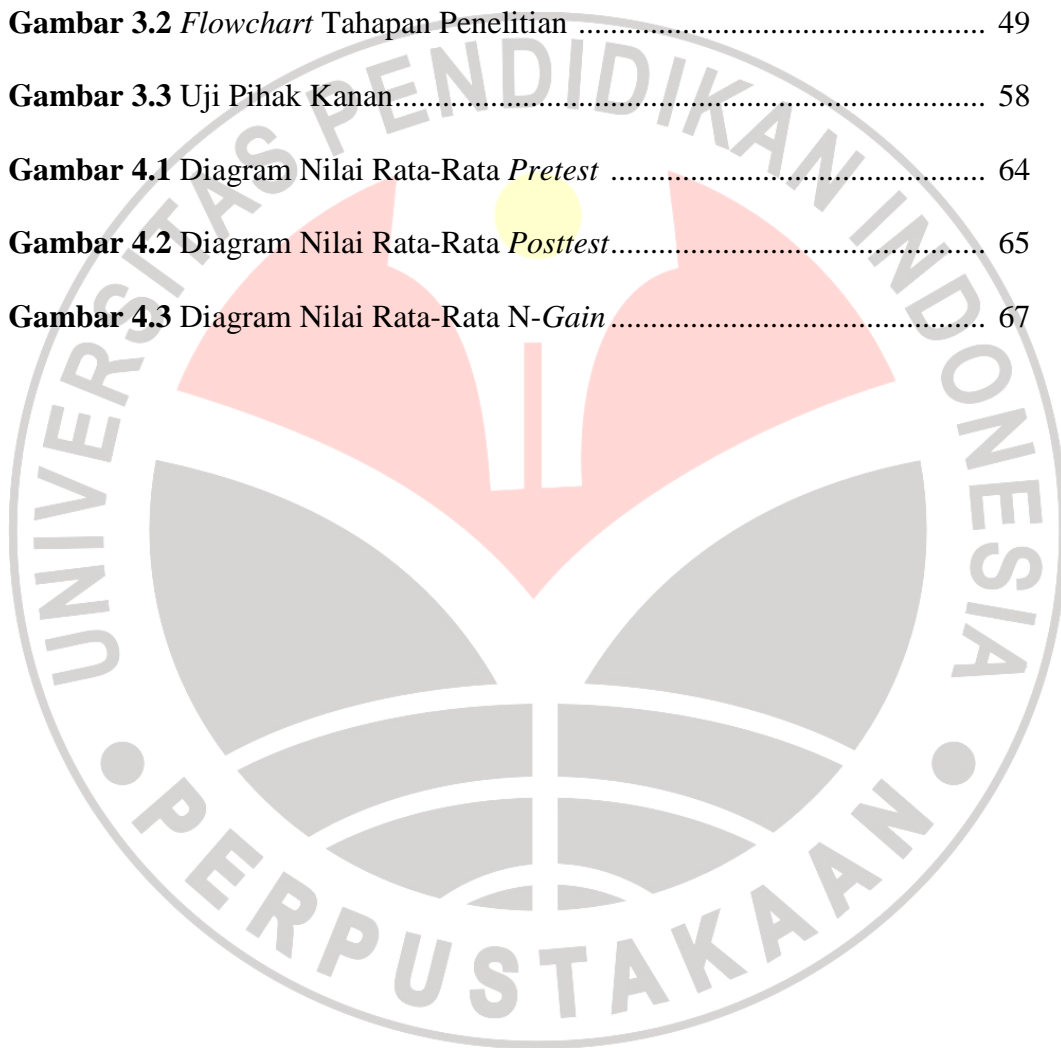 Gambar 3.2 Flowchart Tahapan Penelitian ................................................ 49
Gambar 3.3 Uji Pihak Kanan...................................................................... 58
Gambar 4.1 Diagram Nilai Rata-Rata Pretest ............................................ 64
Gambar 4.2 Diagram Nilai Rata-Rata Posttest............................................ 65
Gambar 4.3 Diagram Nilai Rata-Rata N-Gain ............................................ 67
UNIVERSITAS PENDIDIKAN INDONESIA
PERPUSTAKAAN